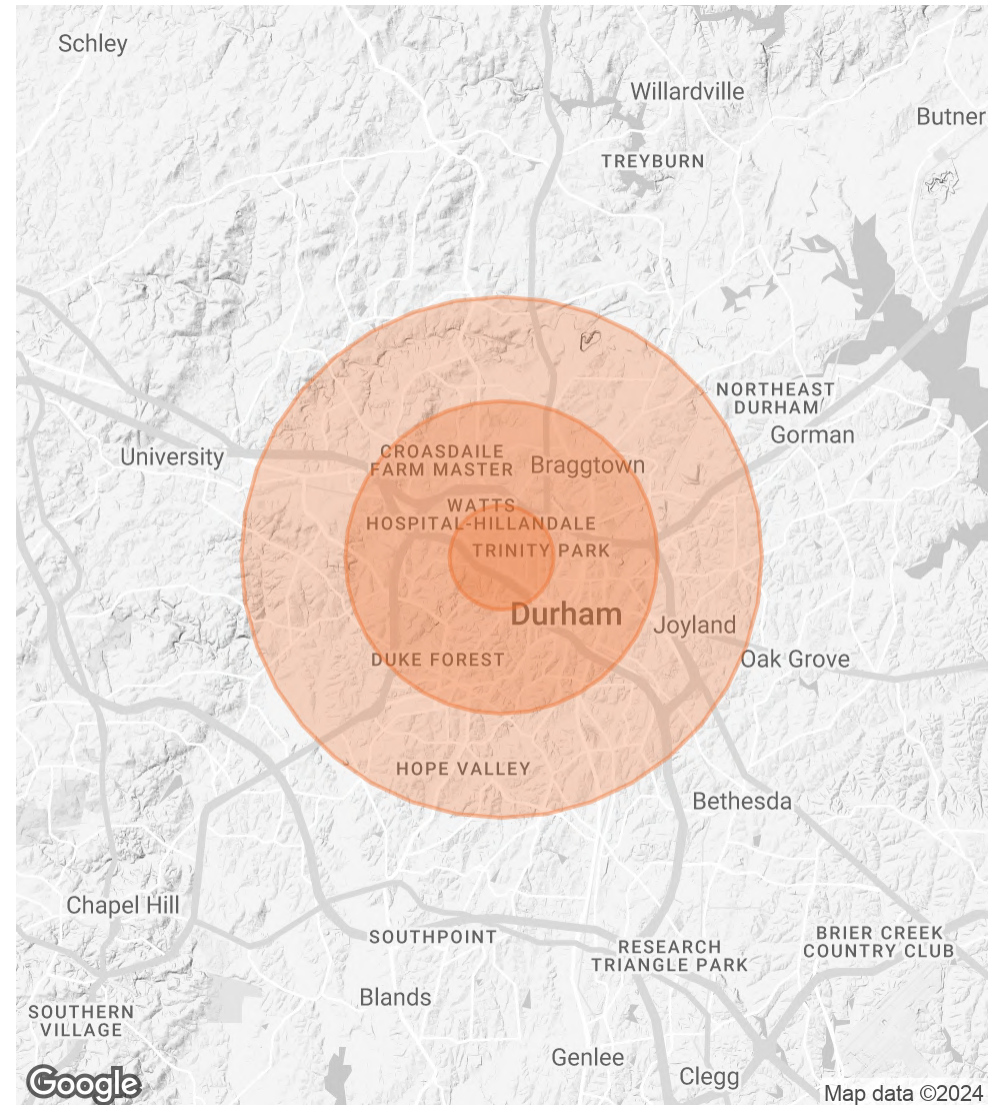 Schley
Willardville
Butner
TREYBURN
NORTHEAST
DURHAM
Gorman
University
CROASDAILE
FARM MASTER
Braggtown
WATTS
HOSPITAL-HILLANDALE
TRINITY PARK
Durham
Joyland
DUKE FOREST
Oak Grove
HOPE VALLEY
Bethesda
Chapel Hill
SOUTHPOINT
RESEARCH
TRIANGLE PARK
BRIER CREEK
COUNTRY CLUB
Blands
SOUTHERN
VILLAGE
Genlee
Clegg
Google
Map data ©2024